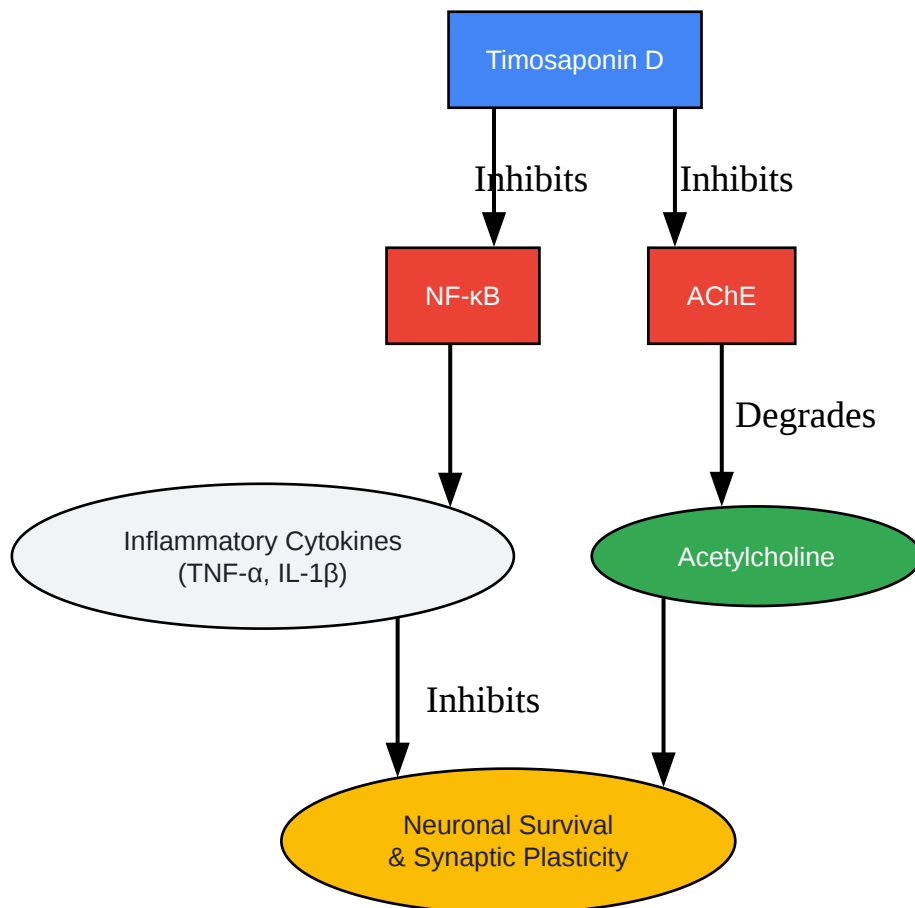 Timosaponin D
Inhibits
Inhibits
NF-κB
AChE
Degrades
Inflammatory Cytokines
(TNF-α, IL-1β)
Acetylcholine
Inhibits
Neuronal Survival
& Synaptic Plasticity